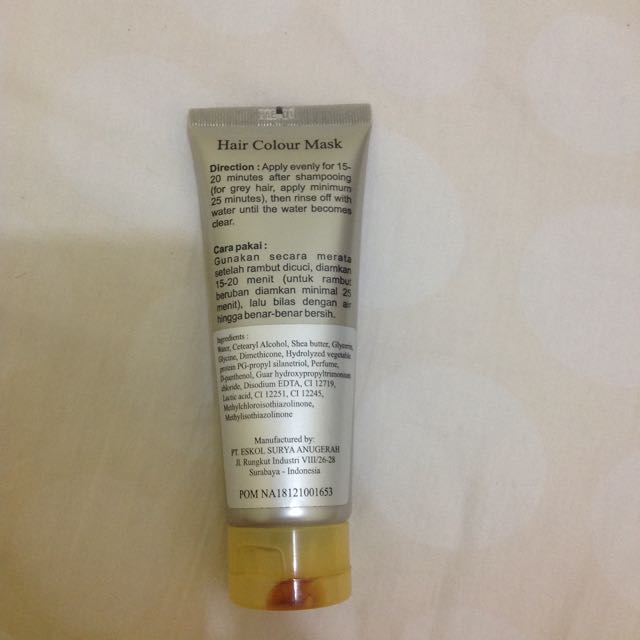 Hair Colour Mask
Direction : Apply evenly for 15-
20 minutes after shampooing
(for grey hair, apply minimum
25 minutes), then rinse off with
water until the water becomes
clear.
Cara pakai :
Gunakan secara merata
setelah rambut dicuci, diamkan
15-20 menit (untuk rambut
beruban diamkan minimal 25
menit), lalu bilas dengan air
hingga benar-benar bersih.
Ingredients :
Water, Cetearyl Alcohol, Shea butter, Glycerin,
Glycine, Dimethicone, Hydrolyzed vegetable
protein PG-propyl silanetriol, Perfume,
D-panthenol, Guar hydroxypropyltrimonium
chloride, Disodium EDTA, CI 12719,
Lactic acid, CI 12251, CI 12245,
Methylchloroisothiazolinone,
Methylisothiazolinone
Manufactured by:
PT. ESKOL SURYA ANUGERAH
Jl. Rungkut Industri VIII/26-28
Surabaya - Indonesia
POM NA18121001653